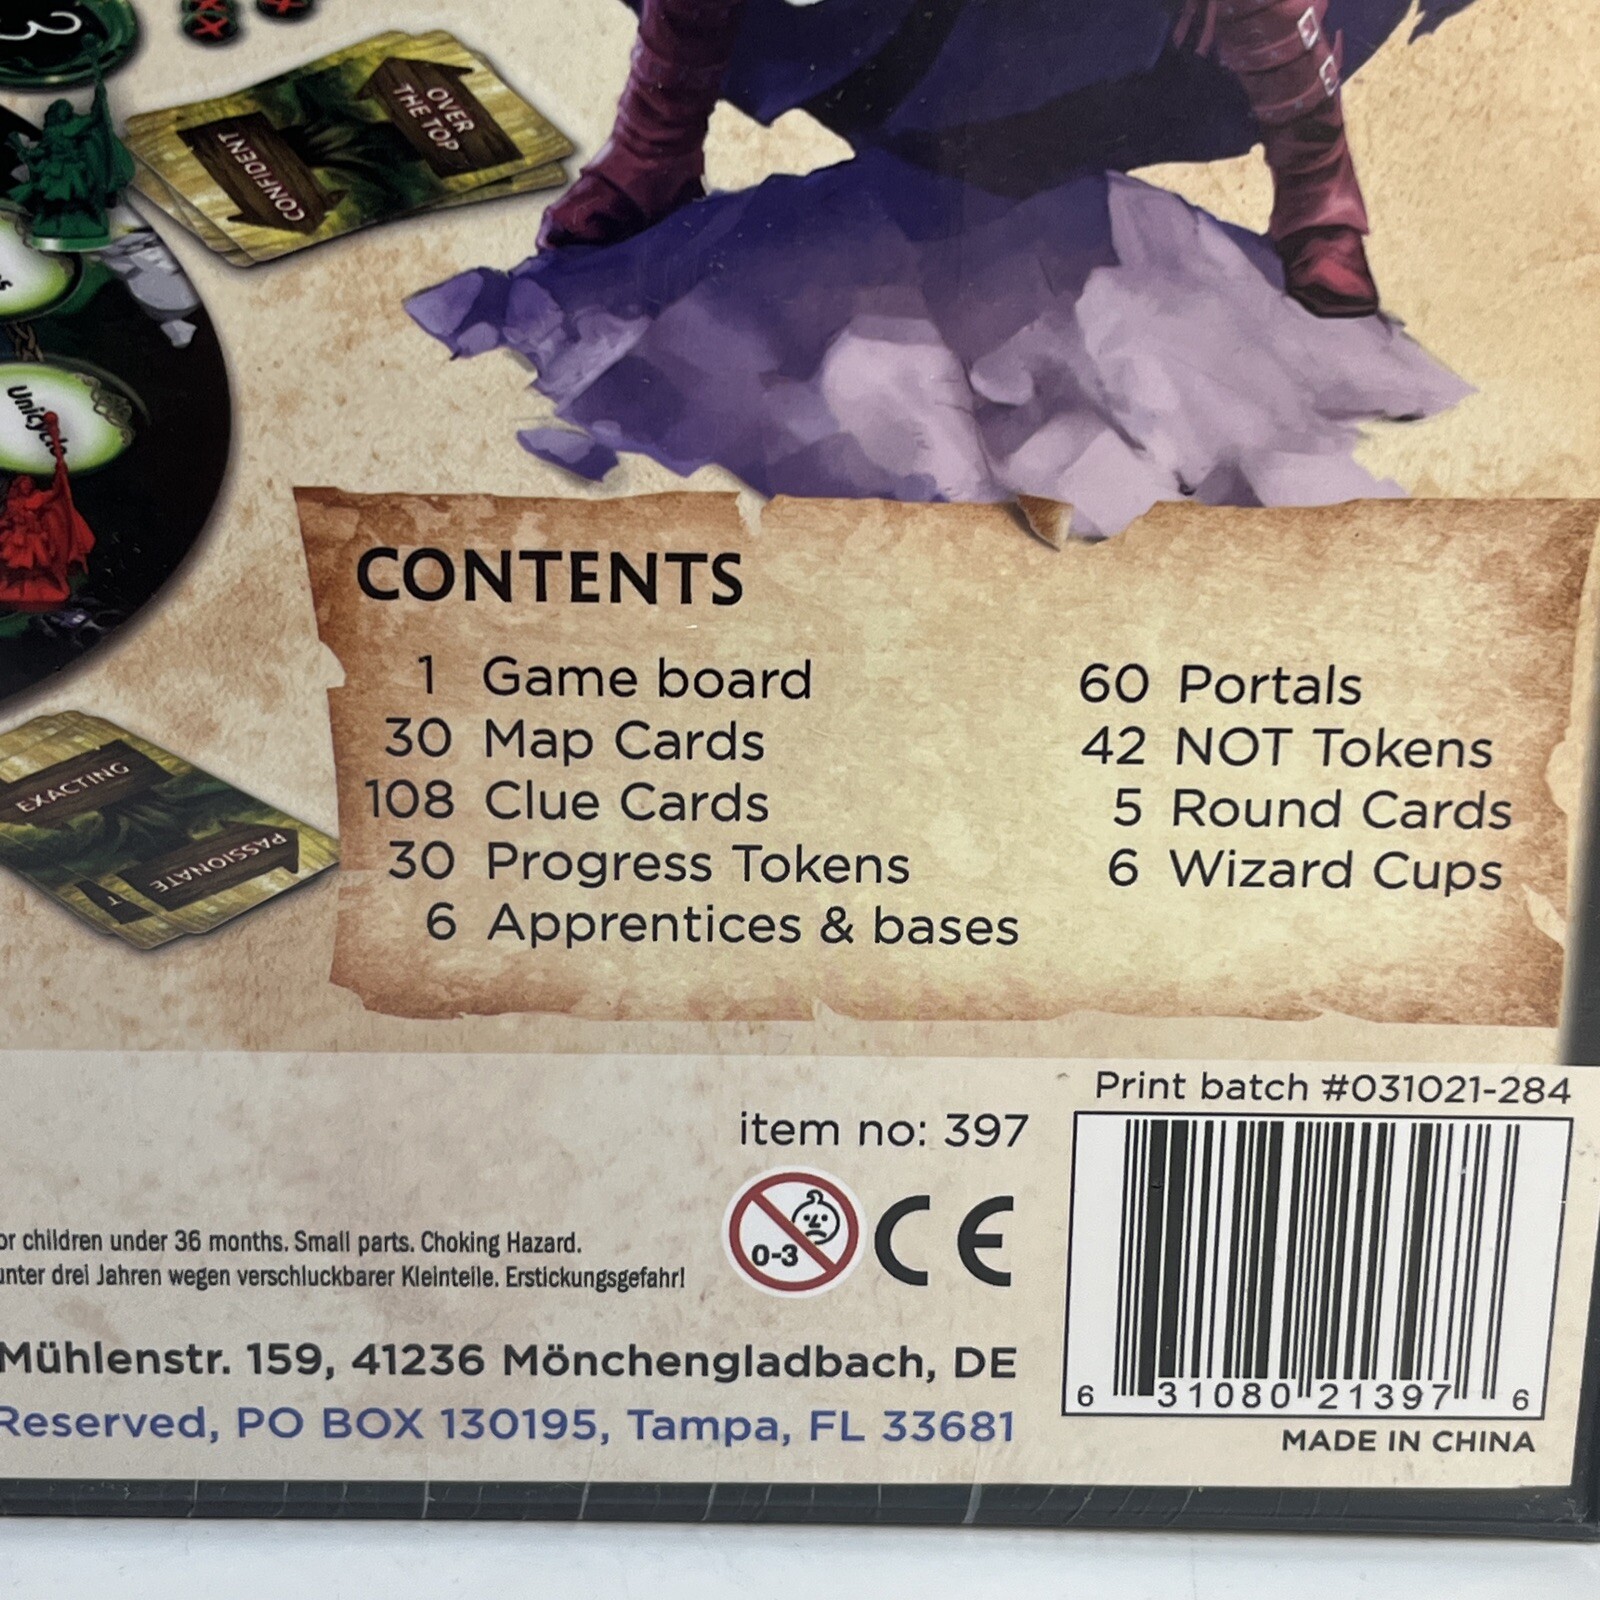 3
OVER
THE TOP
CONFIDENT
Unicycle
EXACTING
PASSIONATE
CONTENTS
1 Game board
30 Map Cards
108 Clue Cards
30 Progress Tokens
6 Apprentices & bases
60 Portals
42 NOT Tokens
5 Round Cards
6 Wizard Cups
Print batch #031021-284
item no: 397
0-3
CE
or children under 36 months. Small parts. Choking Hazard.
unter drei Jahren wegen verschluckbarer Kleinteile. Erstickungsgefahr!
Mühlenstr. 159, 41236 Mönchengladbach, DE
Reserved, PO BOX 130195, Tampa, FL 33681
6 31080 21397 6
MADE IN CHINA